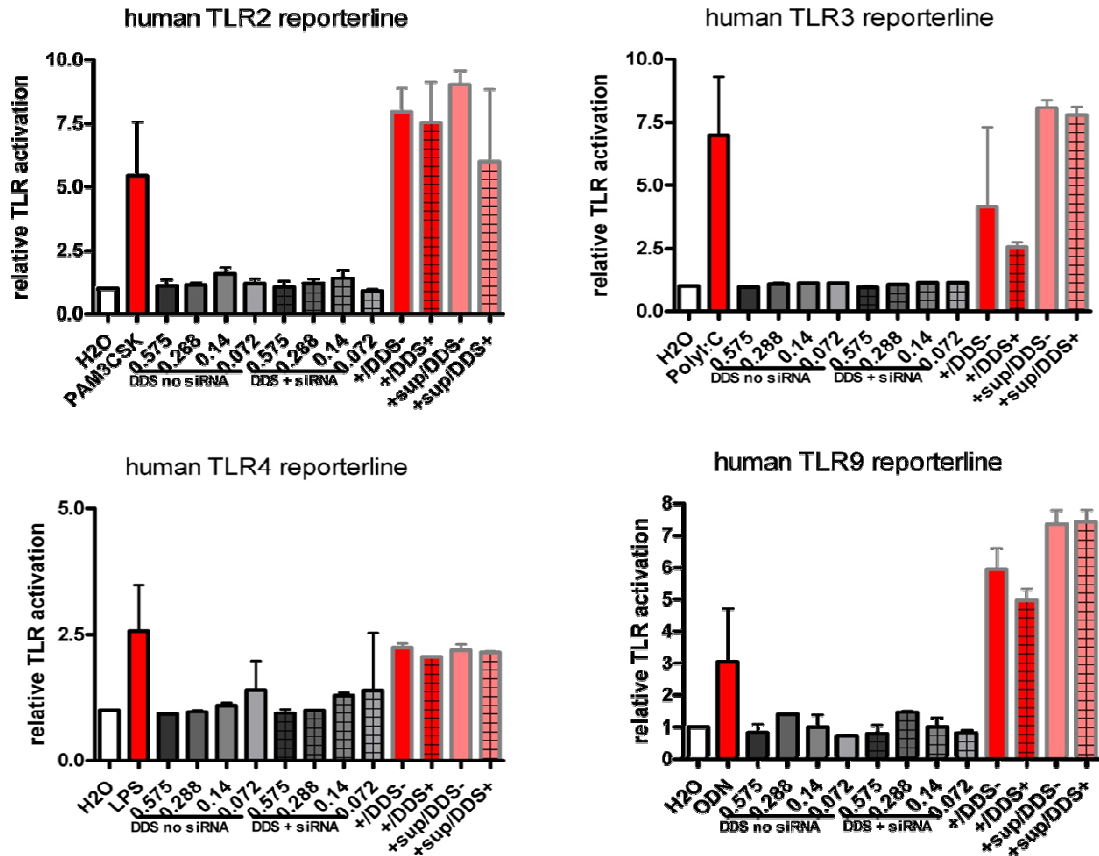 human TLR2 reporterline
relative TLR activation
10.0
7.5
5.0
2.5
0.0
H2O
PAM3CSK
0.575
0.288
0.14
0.072
0.575
0.288
0.14
0.072
+/DDS-
+/DDS+
+sup/DDS-
+sup/DDS+
DDS no siRNA
DDS + siRNA
human TLR3 reporterline
relative TLR activation
10.0
7.5
5.0
2.5
0.0
H2O
PolyI:C
0.575
0.288
0.14
0.072
0.575
0.288
0.14
0.072
+/DDS-
+/DDS+
+sup/DDS-
+sup/DDS+
DDS no siRNA
DDS + siRNA
human TLR4 reporterline
relative TLR activation
5.0
2.5
0.0
H2O
LPS
0.575
0.288
0.14
0.072
0.575
0.288
0.14
0.072
+/DDS-
+/DDS+
+sup/DDS-
+sup/DDS+
DDS no siRNA
DDS + siRNA
human TLR9 reporterline
relative TLR activation
8
7
6
5
4
3
2
1
0
H2O
ODN
0.575
0.288
0.14
0.072
0.575
0.288
0.14
0.072
+/DDS-
+/DDS+
+sup/DDS-
+sup/DDS+
DDS no siRNA
DDS + siRNA